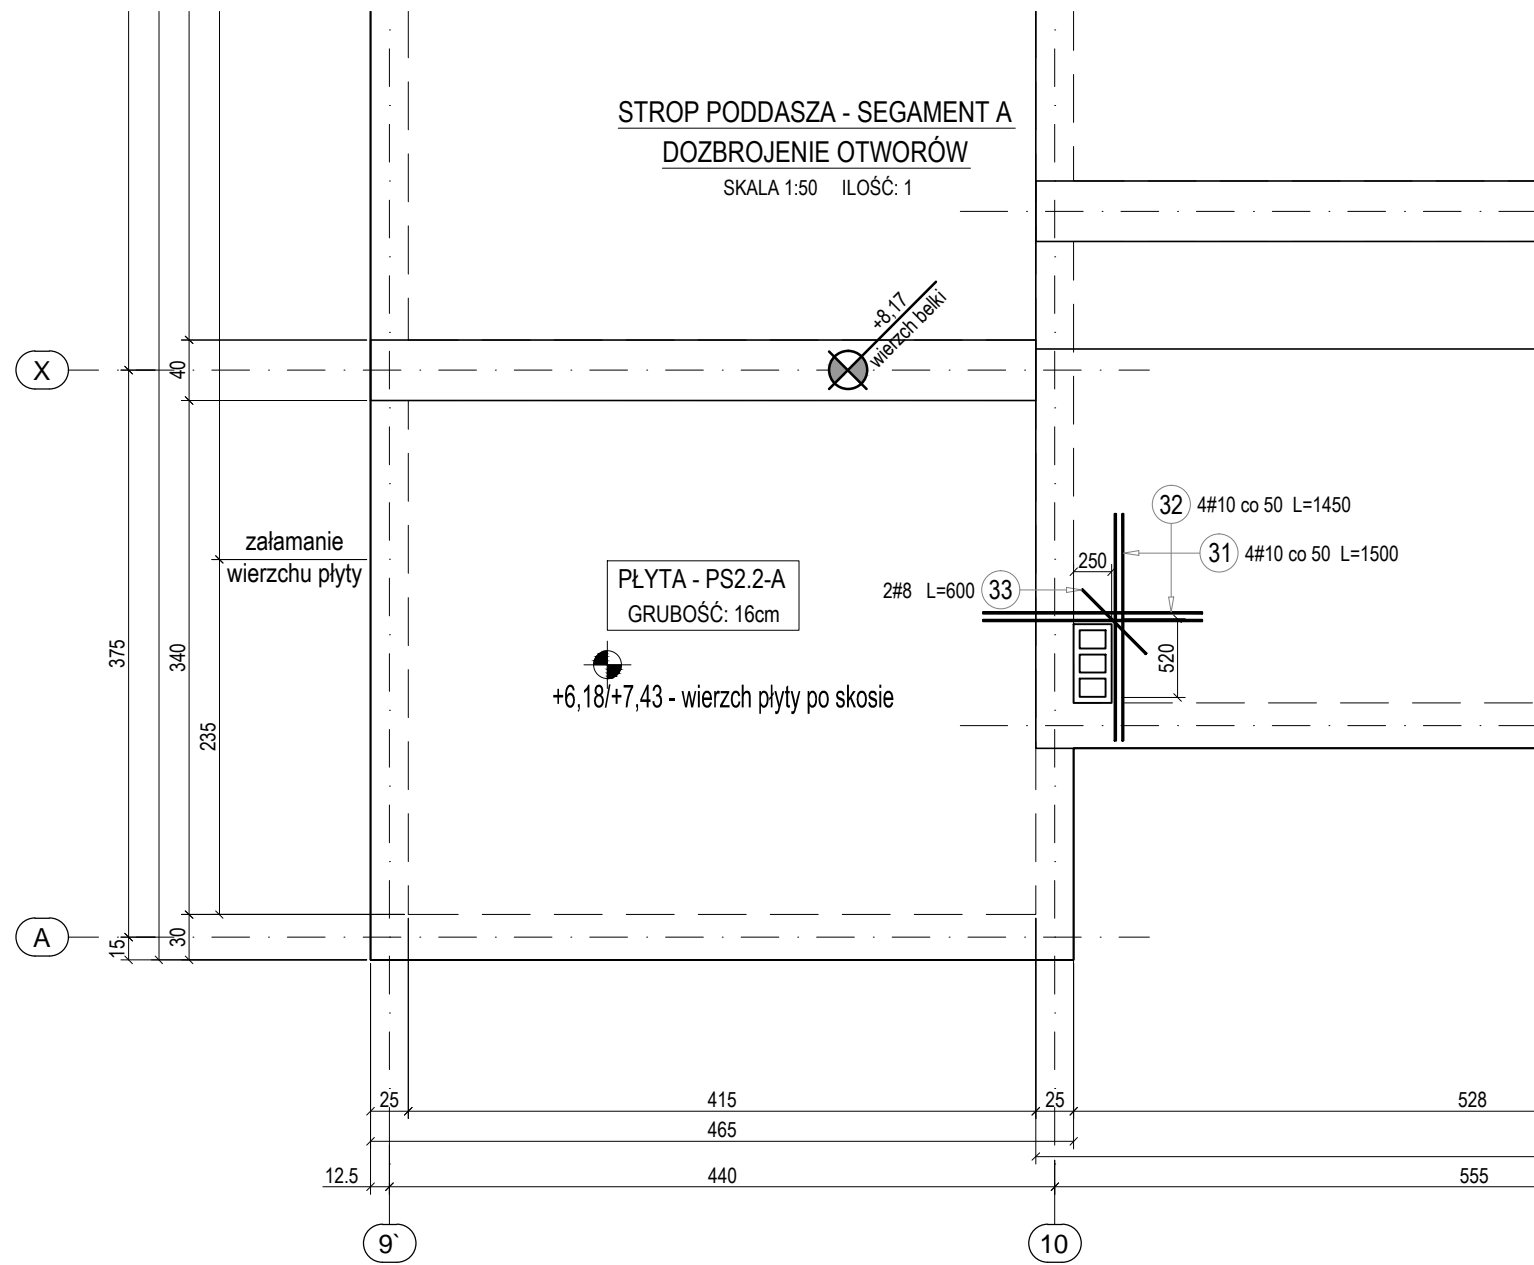 STROP PODDASZA - SEGAMENT A
DOZBROJENIE OTWORÓW
SKALA 1:50 ILOŚĆ: 1
+8,17
wierzch belki
X
40
32 4#10 co 50 L=1450
31 4#10 co 50 L=1500
250
2#8 L=600 33
520
załamanie
wierzchu płyty
PŁYTA - PS2.2-A
GRUBOŚĆ: 16cm
+6,18/+7,43 - wierzch płyty po skosie
375
340
235
A
15
30
25
415
25
528
465
12.5
440
555
9`
10